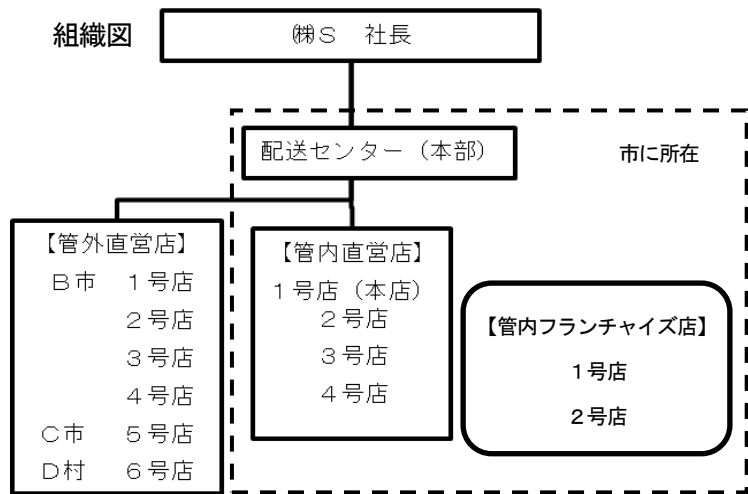 組織図
㈱Ｓ　社長
配送センター（本部）
市に所在
【管外直営店】
Ｂ市　１号店
２号店
３号店
４号店
Ｃ市　５号店
Ｄ村　６号店
【管内直営店】
１号店（本店）
２号店
３号店
４号店
【管内フランチャイズ店】
１号店
２号店